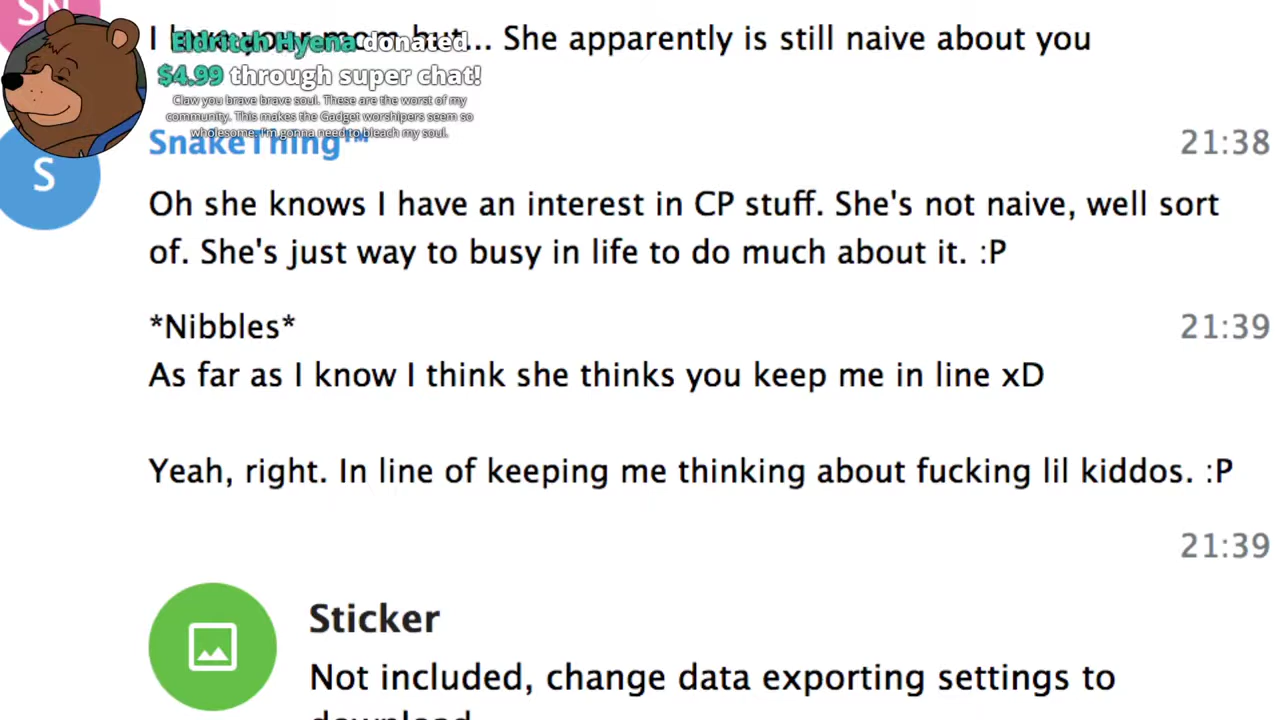 SN
I love your mom but... She apparently is still naive about you
Eldritch Hyena donated
$4.99 through super chat!
Claw you brave brave soul. These are the worst of my
community. This makes the Gadget worshipers seem so
wholesome. I'm gonna need to bleach my soul.
S
SnakeThing™ 21:38
Oh she knows I have an interest in CP stuff. She's not naive, well sort
of. She's just way to busy in life to do much about it. :P
*Nibbles* 21:39
As far as I know I think she thinks you keep me in line xD
Yeah, right. In line of keeping me thinking about fucking lil kiddos. :P
21:39
Sticker
Not included, change data exporting settings to
download.